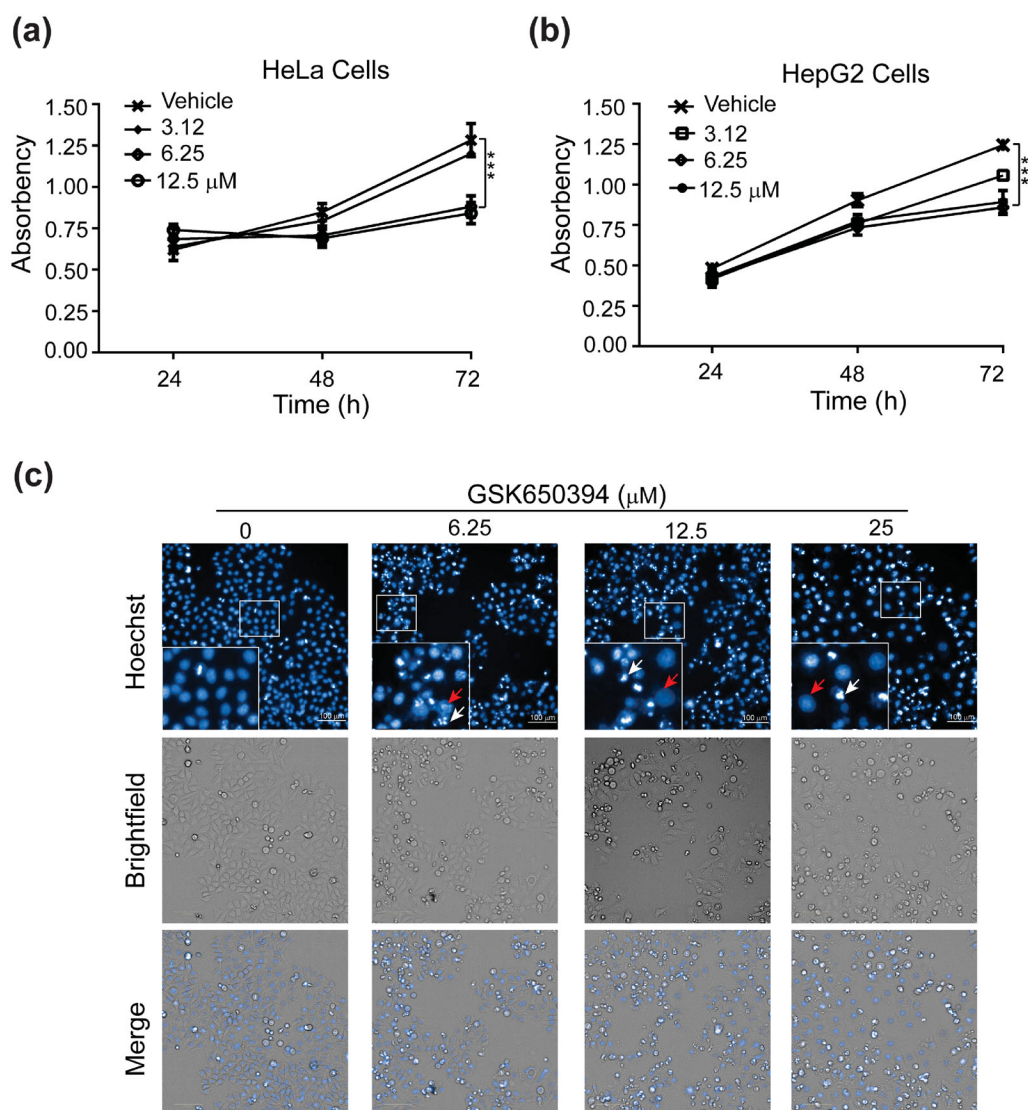 (a)
HeLa Cells
Vehicle
3.12
6.25
12.5 μM
1.50
1.25
1.00
0.75
0.50
0.25
0.00
Absorbency
***
24 48 72
Time (h)
(b)
HepG2 Cells
Vehicle
3.12
6.25
12.5 μM
1.50
1.25
1.00
0.75
0.50
0.25
0.00
Absorbency
***
24 48 72
Time (h)
(c)
GSK650394 (μM)
0 6.25 12.5 25
Hoechst
100 μm 100 μm 100 μm 100 μm
Brightfield
Merge